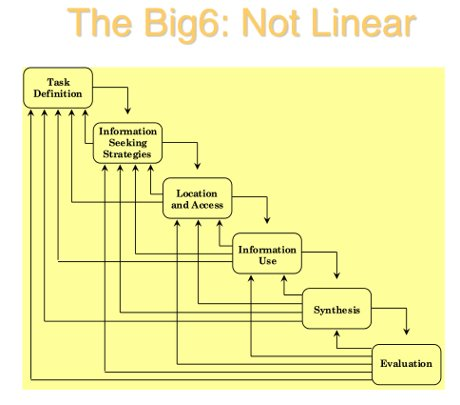 The Big6: Not Linear
Task
Definition
Information
Seeking
Strategies
Location
and Access
Information
Use
Synthesis
Evaluation